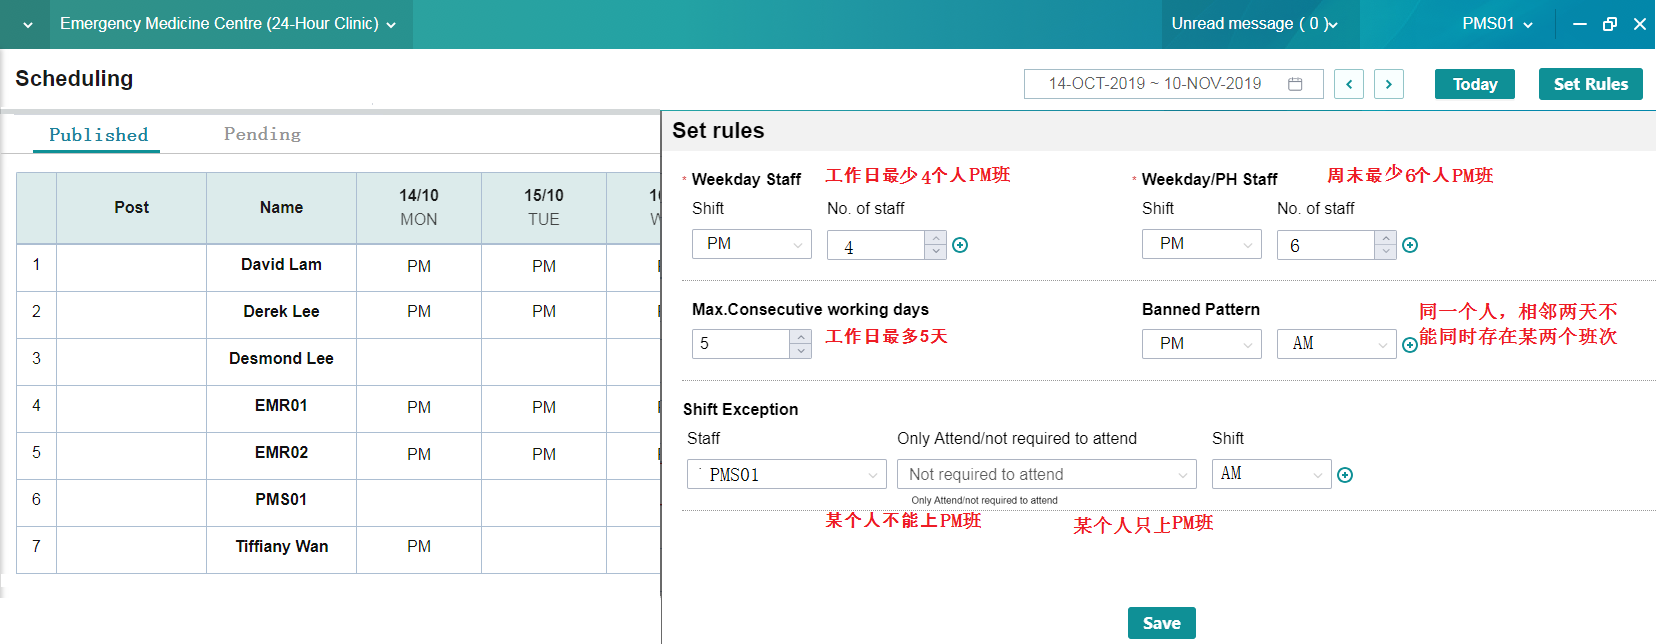 Emergency Medicine Centre (24-Hour Clinic)
Unread message ( 0 )
PMS01
Scheduling
14-OCT-2019 ~ 10-NOV-2019
Today
Set Rules
Published
Pending
Post
Name
14/10
MON
15/10
TUE
1
David Lam
PM
PM
2
Derek Lee
PM
PM
3
Desmond Lee
4
EMR01
PM
PM
5
EMR02
PM
PM
6
PMS01
7
Tiffiany Wan
PM
Set rules
* Weekday Staff
工作日最少4个人PM班
* Weekday/PH Staff
周末最少6个人PM班
Shift
No. of staff
Shift
No. of staff
PM
4
PM
6
Max.Consecutive working days
Banned Pattern
5
工作日最多5天
PM
AM
同一个人，相邻两天不
能同时存在某两个班次
Shift Exception
Staff
Only Attend/not required to attend
Shift
PMS01
Not required to attend
AM
Only Attend/not required to attend
某个人不能上PM班
某个人只上PM班
Save